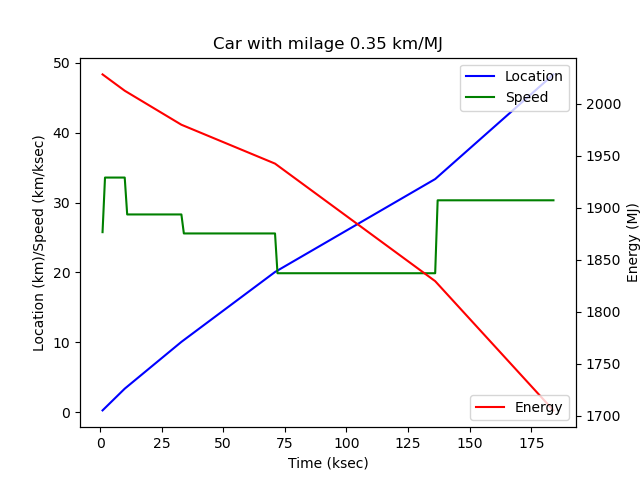 Car with milage 0.35 km/MJ
Location (km)/Speed (km/ksec)
50
40
30
20
10
0
Location
Speed
Energy
2000
1950
1900
1850
1800
1750
1700
Energy (MJ)
0 25 50 75 100 125 150 175
Time (ksec)